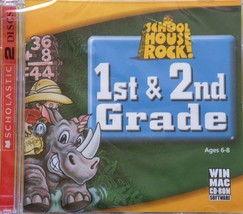 SCHOLASTIC 2 DISCS
36
+ 8
44
SCHOOL
HOUSE
ROCK!
1st & 2nd
Grade
Ages 6-8
WIN
MAC
CD-ROM
SOFTWARE